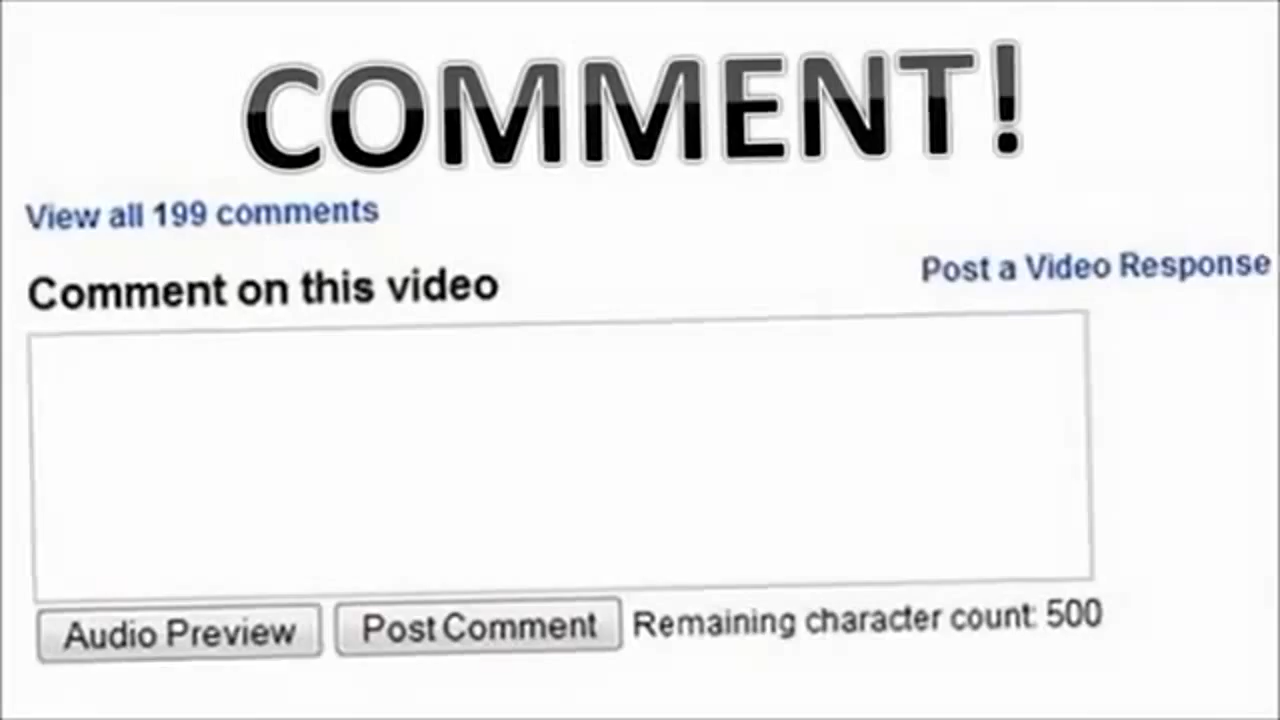 COMMENT!
View all 199 comments
Post a Video Response
Comment on this video
Audio Preview
Post Comment
Remaining character count: 500